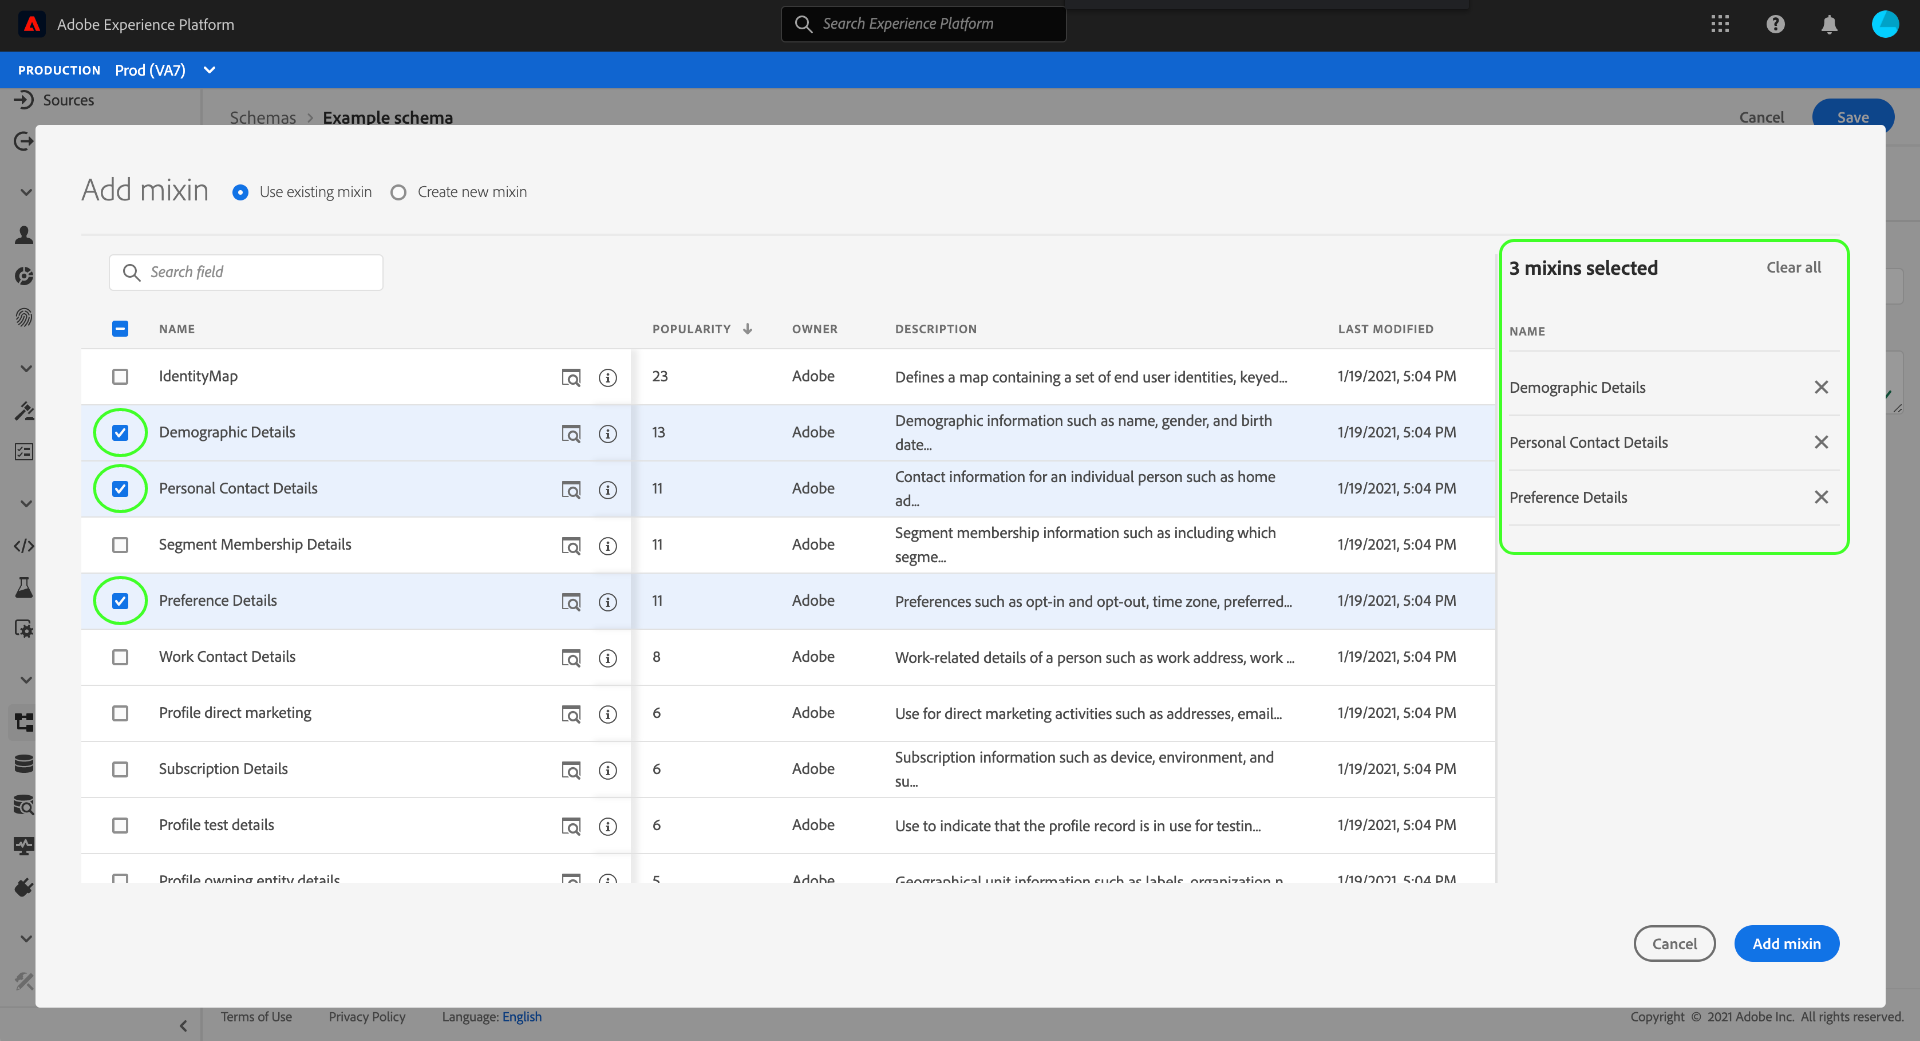 Adobe Experience Platform
Search Experience Platform
PRODUCTION Prod (VA7)
Sources
Schemas > Example schema
Cancel
Save
Add mixin
Use existing mixin
Create new mixin
Search field
3 mixins selected
Clear all
NAME
Demographic Details
Personal Contact Details
Preference Details
NAME POPULARITY OWNER DESCRIPTION LAST MODIFIED
IdentityMap 23 Adobe Defines a map containing a set of end user identities, keyed... 1/19/2021, 5:04 PM
Demographic Details 13 Adobe Demographic information such as name, gender, and birth 1/19/2021, 5:04 PM
date...
Personal Contact Details 11 Adobe Contact information for an individual person such as home 1/19/2021, 5:04 PM
ad...
Segment Membership Details 11 Adobe Segment membership information such as including which 1/19/2021, 5:04 PM
segme...
Preference Details 11 Adobe Preferences such as opt-in and opt-out, time zone, preferred... 1/19/2021, 5:04 PM
Work Contact Details 8 Adobe Work-related details of a person such as work address, work ... 1/19/2021, 5:04 PM
Profile direct marketing 6 Adobe Use for direct marketing activities such as addresses, email... 1/19/2021, 5:04 PM
Subscription Details 6 Adobe Subscription information such as device, environment, and 1/19/2021, 5:04 PM
su...
Profile test details 6 Adobe Use to indicate that the profile record is in use for testin... 1/19/2021, 5:04 PM
Profile owning entity details 5 Adobe Geographical unit information such as labels, organization n 1/19/2021, 5:04 PM
Cancel
Add mixin
Terms of Use
Privacy Policy
Language: English
Copyright © 2021 Adobe Inc. All rights reserved.